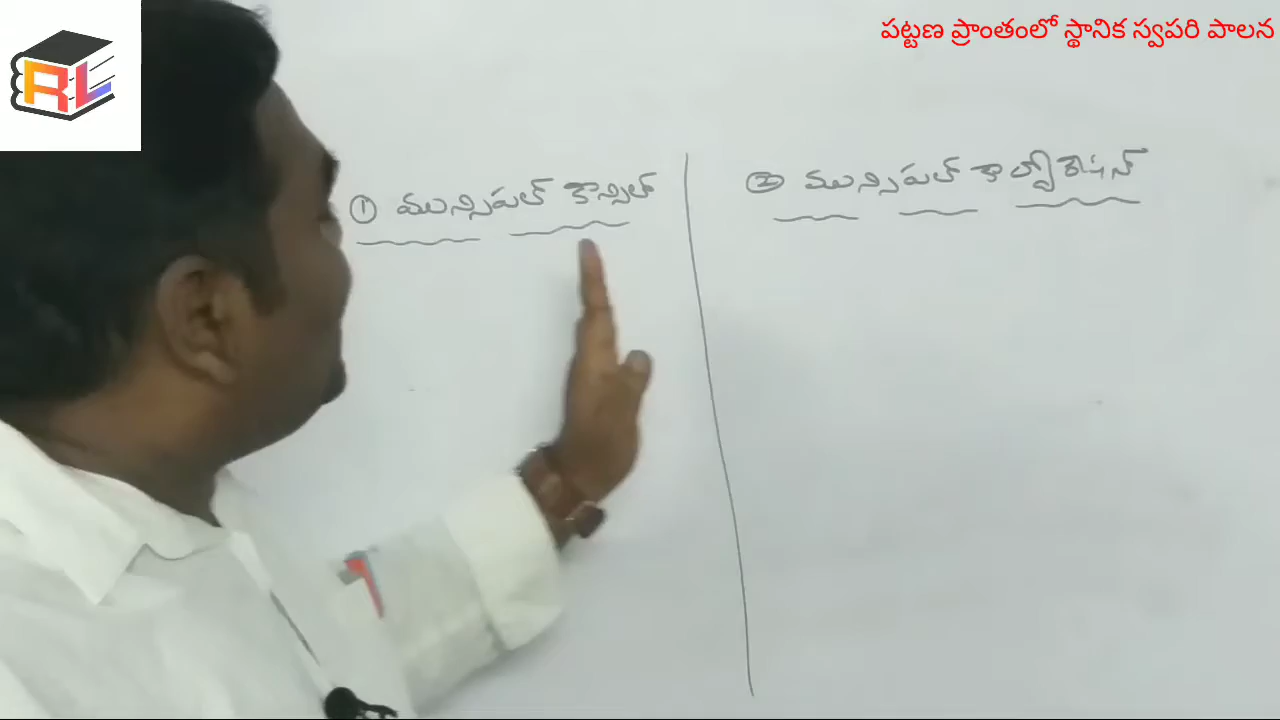 RL
పట్టణ ప్రాంతంలో స్థానిక స్వపరి పాలన
① మున్సిపల్ కౌన్సిల్
② మున్సిపల్ కార్పోరేషన్